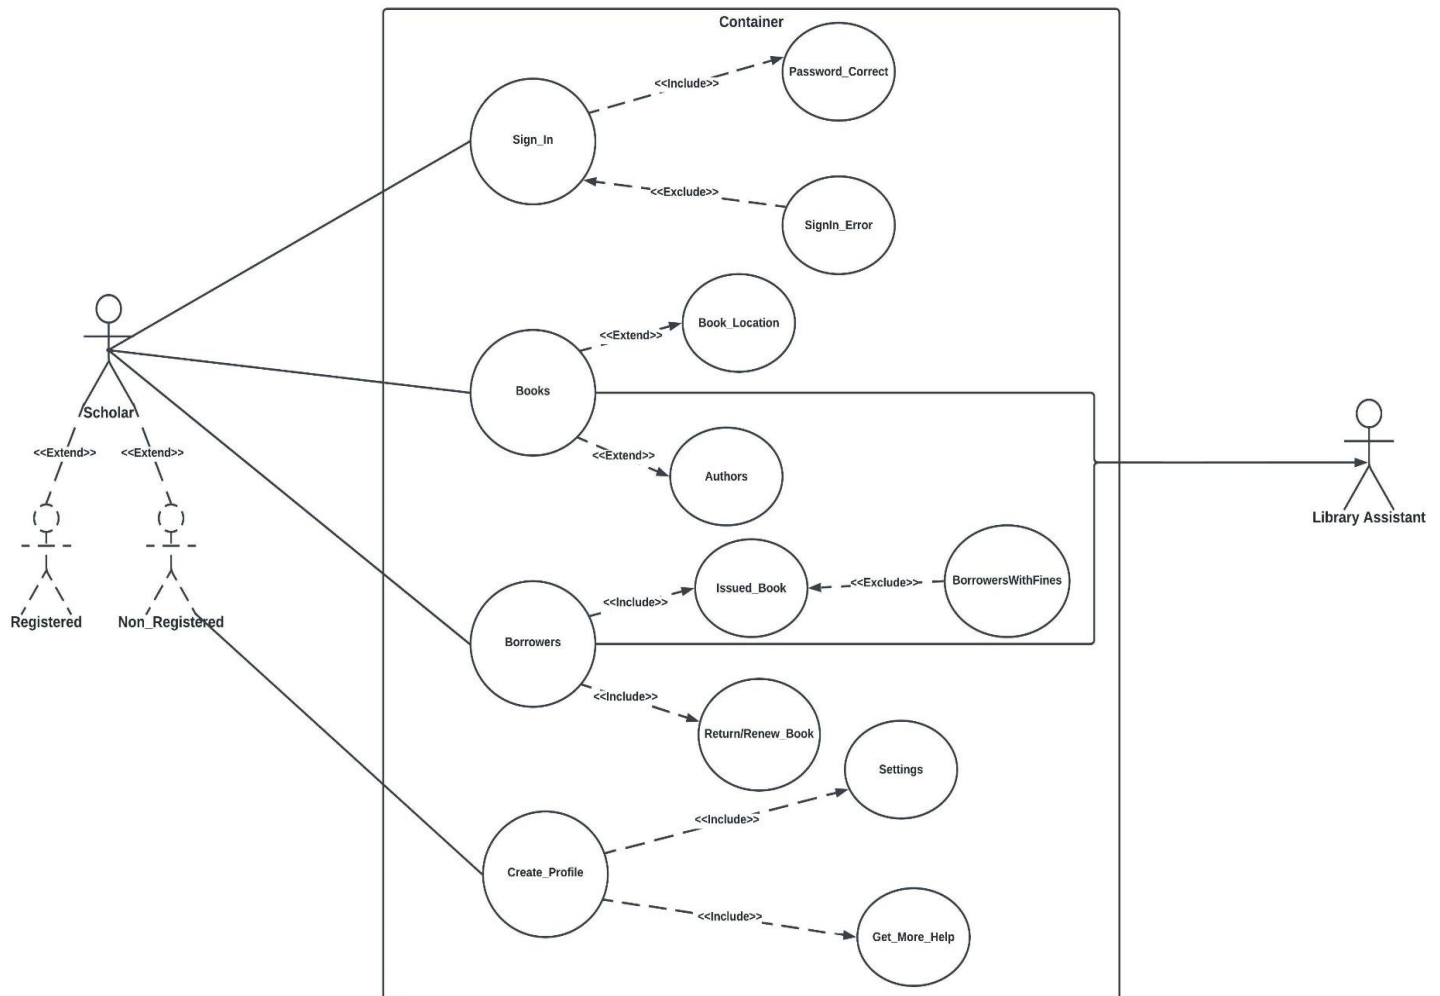 Container
Password_Correct
<<Include>>
Sign_In
<<Exclude>>
SignIn_Error
Book_Location
<<Extend>>
Books
Scholar
<<Extend>>
<<Extend>>
<<Extend>>
Authors
Library Assistant
Registered
Non_Registered
Issued_Book
<<Exclude>>
BorrowersWithFines
<<Include>>
Borrowers
<<Include>>
Return/Renew_Book
Settings
<<Include>>
Create_Profile
<<Include>>
Get_More_Help